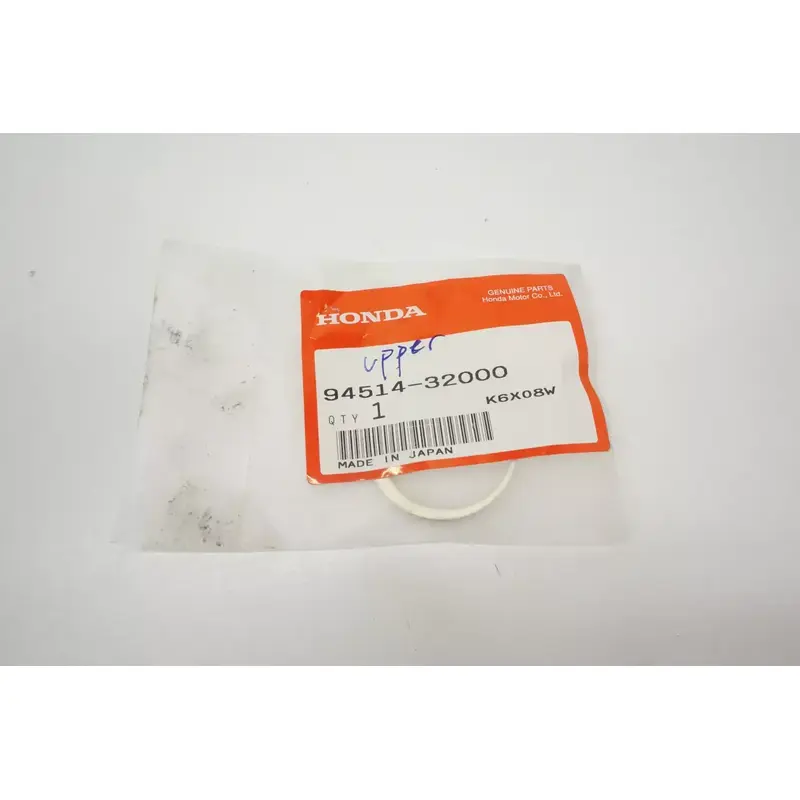 HONDA
GENUINE PARTS
Honda Motor Co., Ltd.
upper
94514-32000
K6X08W
QTY 1
MADE IN JAPAN